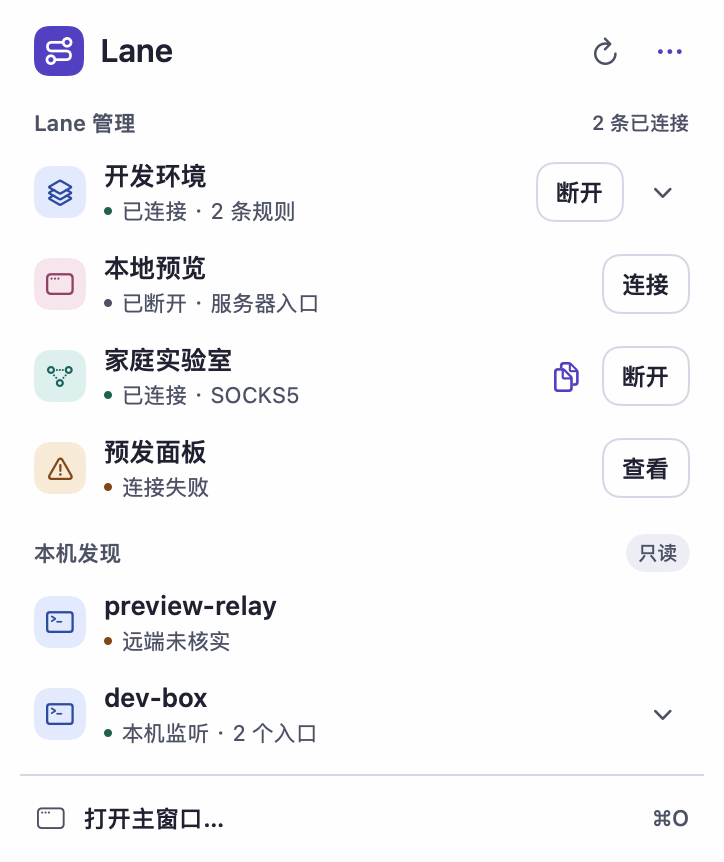 Lane
Lane 管理
2 条已连接
开发环境
已连接 · 2 条规则
断开
本地预览
已断开 · 服务器入口
连接
家庭实验室
已连接 · SOCKS5
断开
预发面板
连接失败
查看
本机发现
只读
preview-relay
远端未核实
dev-box
本机监听 · 2 个入口
打开主窗口...
⌘O